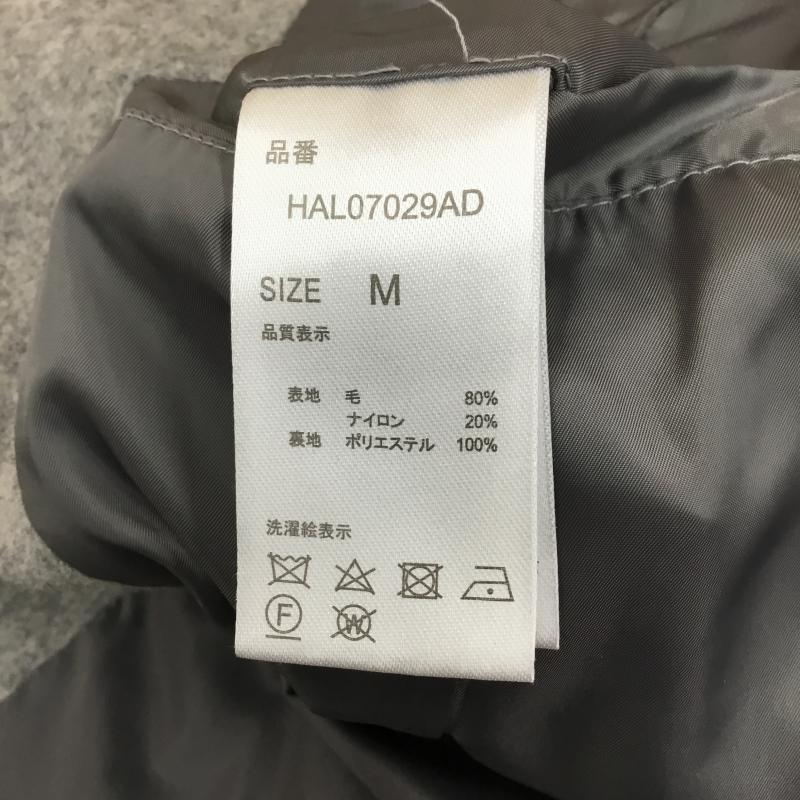 品番
HAL07029AD
SIZE M
品質表示
表地 毛 80%
ナイロン 20%
裏地 ポリエステル 100%
洗濯絵表示
F W